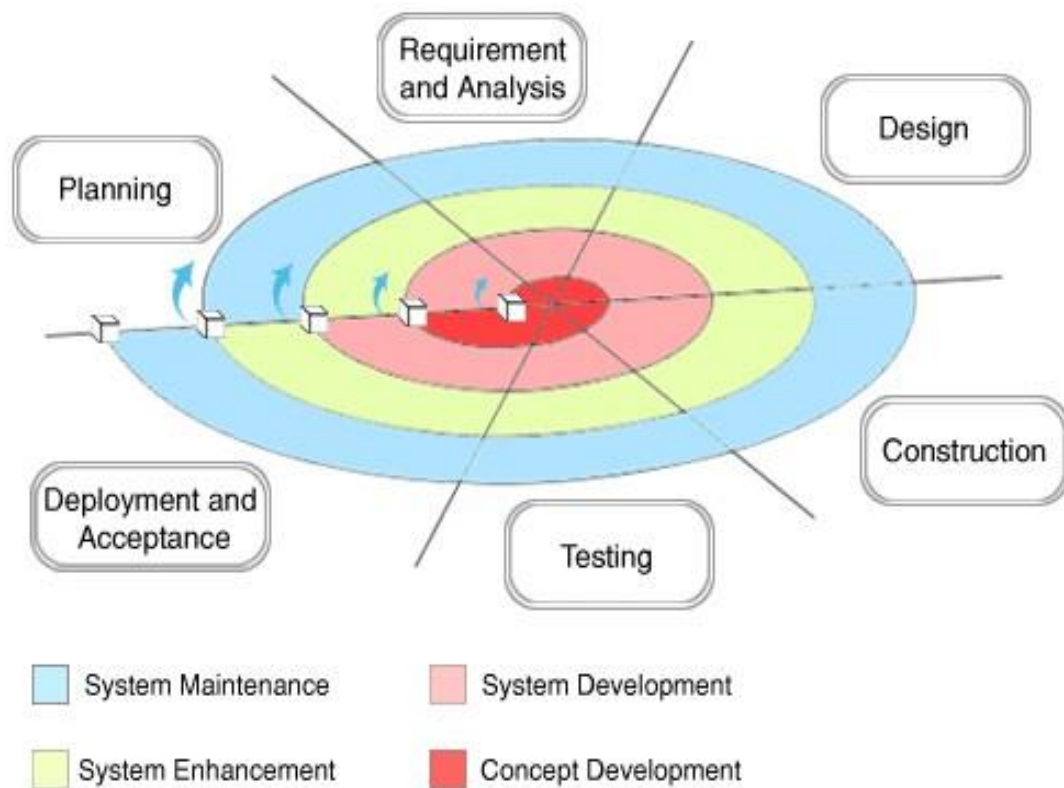 Requirement
and Analysis
Design
Planning
Construction
Deployment and
Acceptance
Testing
System Maintenance
System Development
System Enhancement
Concept Development